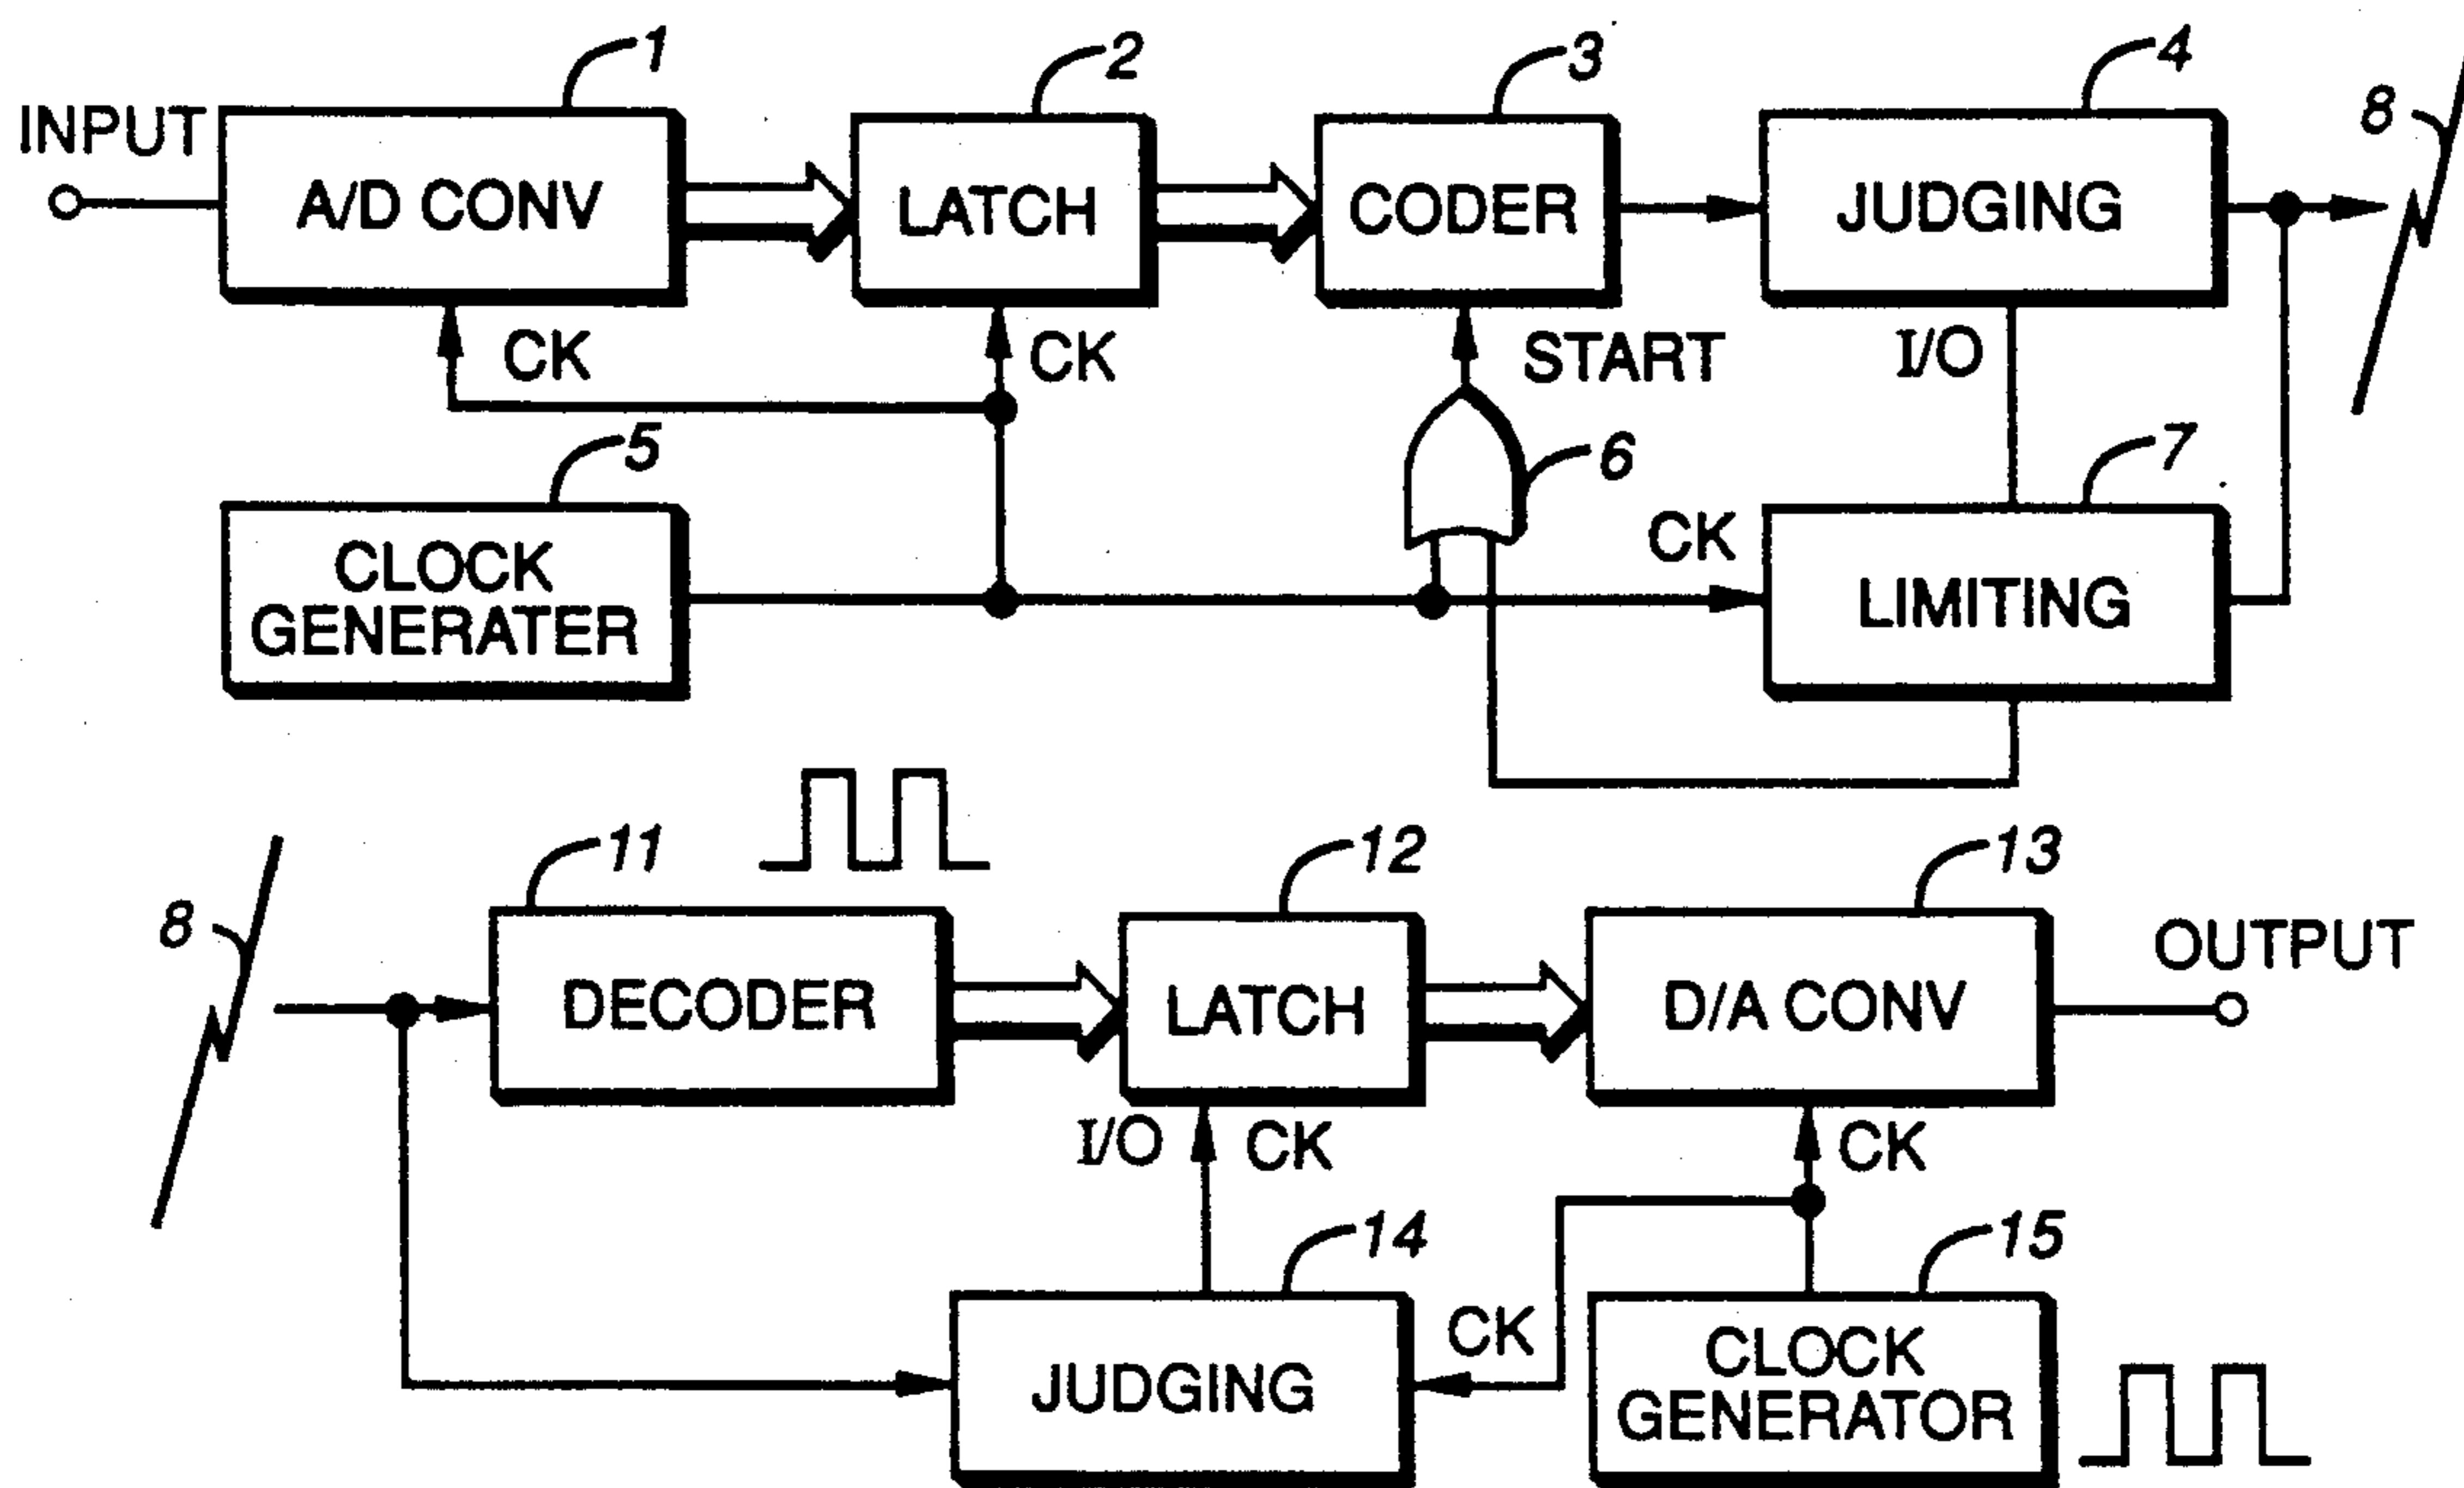 1
2
3
4
8
INPUT
A/D CONV
LATCH
CODER
JUDGING
CK
CK
START
I/O
5
6
7
CLOCK
GENERATER
CK
LIMITING
11
12
13
8
OUTPUT
DECODER
LATCH
D/A CONV
I/O
CK
CK
14
15
CK
JUDGING
CLOCK
GENERATOR